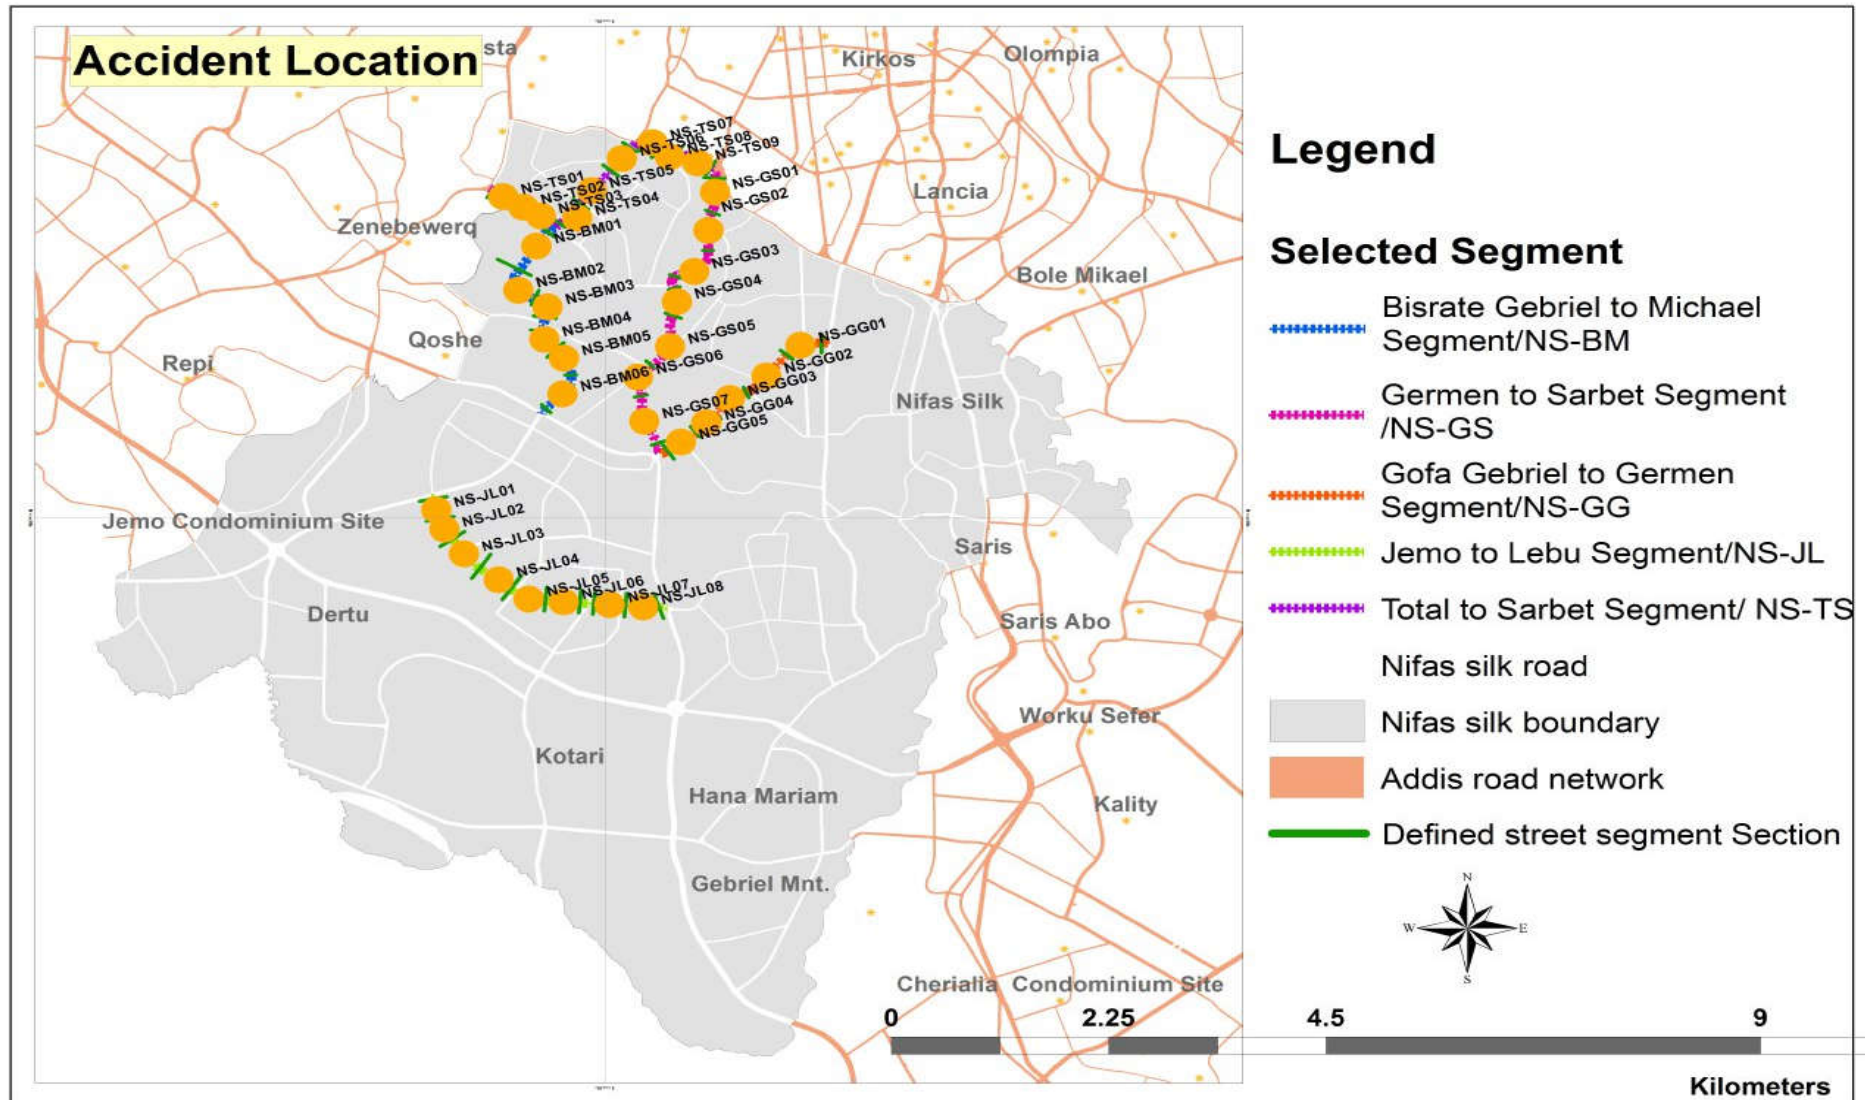 Accident Location
sta
Kirkos
Olompia
NS-TS07
NS-TS06
NS-TS08
NS-TS09
NS-TS05
NS-TS01
NS-TS02
NS-TS03
NS-TS04
NS-GS01
NS-GS02
Lancia
Zenebewerq
NS-BM01
NS-BM02
NS-BM03
NS-BM04
NS-BM05
NS-BM06
NS-GS03
NS-GS04
NS-GS05
NS-GS06
NS-GS07
Bole Mikael
Qoshe
Repi
NS-GG01
NS-GG02
NS-GG03
NS-GG04
NS-GG05
Nifas Silk
NS-JL01
NS-JL02
NS-JL03
NS-JL04
NS-JL05
NS-JL06
NS-JL07
NS-JL08
Jemo Condominium Site
Saris
Dertu
Saris Abo
Worku Sefer
Kotari
Hana Mariam
Kality
Gebriel Mnt.
Cherialia Condominium Site
Legend
Selected Segment
Bisrate Gebriel to Michael
Segment/NS-BM
Germen to Sarbet Segment
/NS-GS
Gofa Gebriel to Germen
Segment/NS-GG
Jemo to Lebu Segment/NS-JL
Total to Sarbet Segment/ NS-TS
Nifas silk road
Nifas silk boundary
Addis road network
Defined street segment Section
N
W
E
S
0 2.25 4.5 9
Kilometers